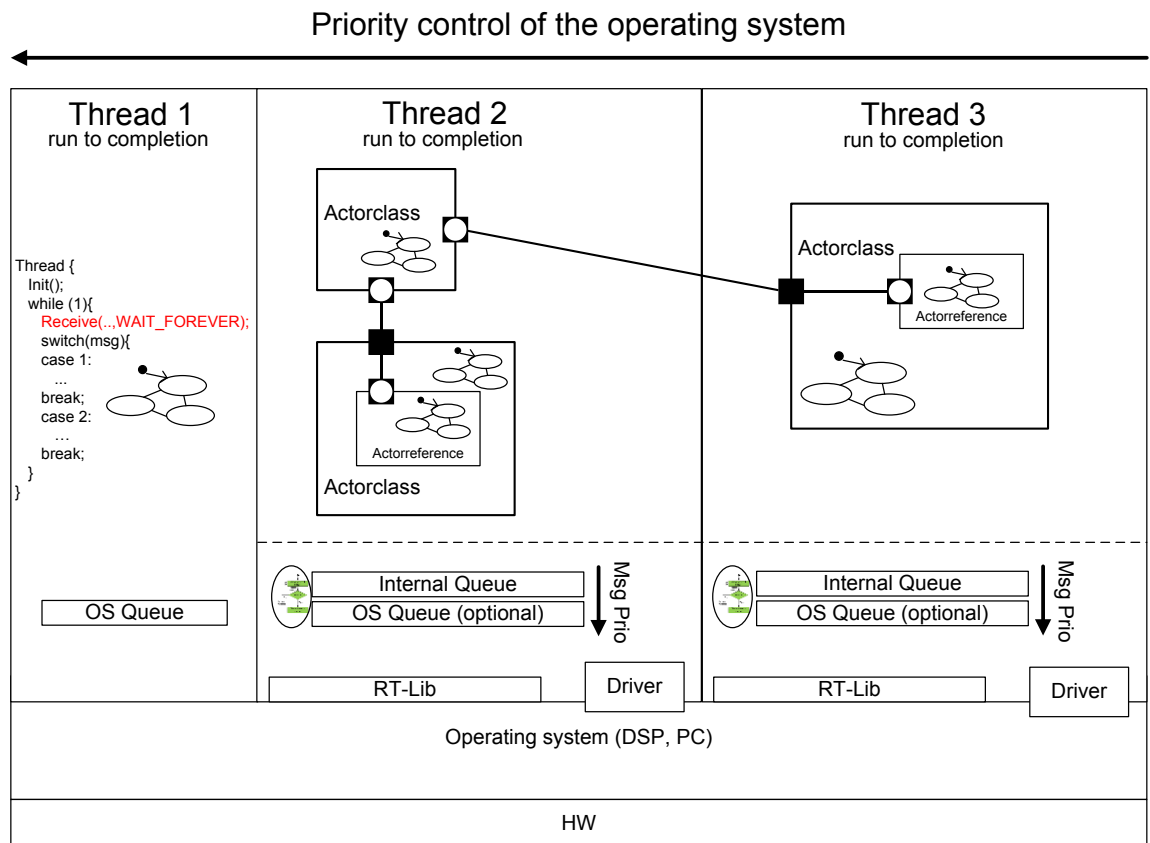 Priority control of the operating system
Thread 1
run to completion
Thread {
Init();
while (1){
Receive(..,WAIT_FOREVER);
switch(msg){
case 1:
...
break;
case 2:
…
break;
}
}
OS Queue
Thread 2
run to completion
Actorclass
Actorreference
Actorclass
Internal Queue
OS Queue (optional)
Msg Prio
RT-Lib
Driver
Thread 3
run to completion
Actorclass
Actorreference
Internal Queue
OS Queue (optional)
Msg Prio
RT-Lib
Driver
Operating system (DSP, PC)
HW